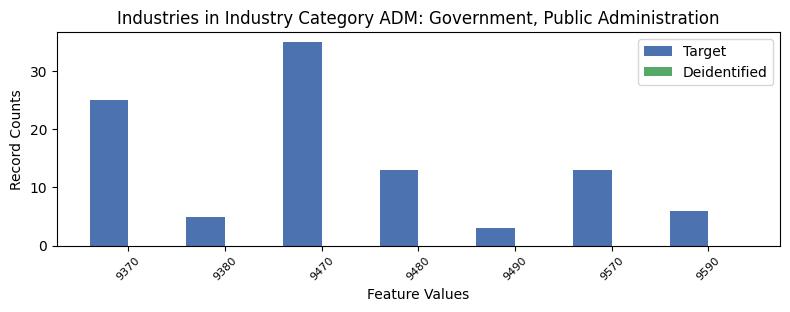 Industries in Industry Category ADM: Government, Public Administration
Target
Deidentified
Record Counts
30
20
10
0
9370
9380
9470
9480
9490
9570
9590
Feature Values